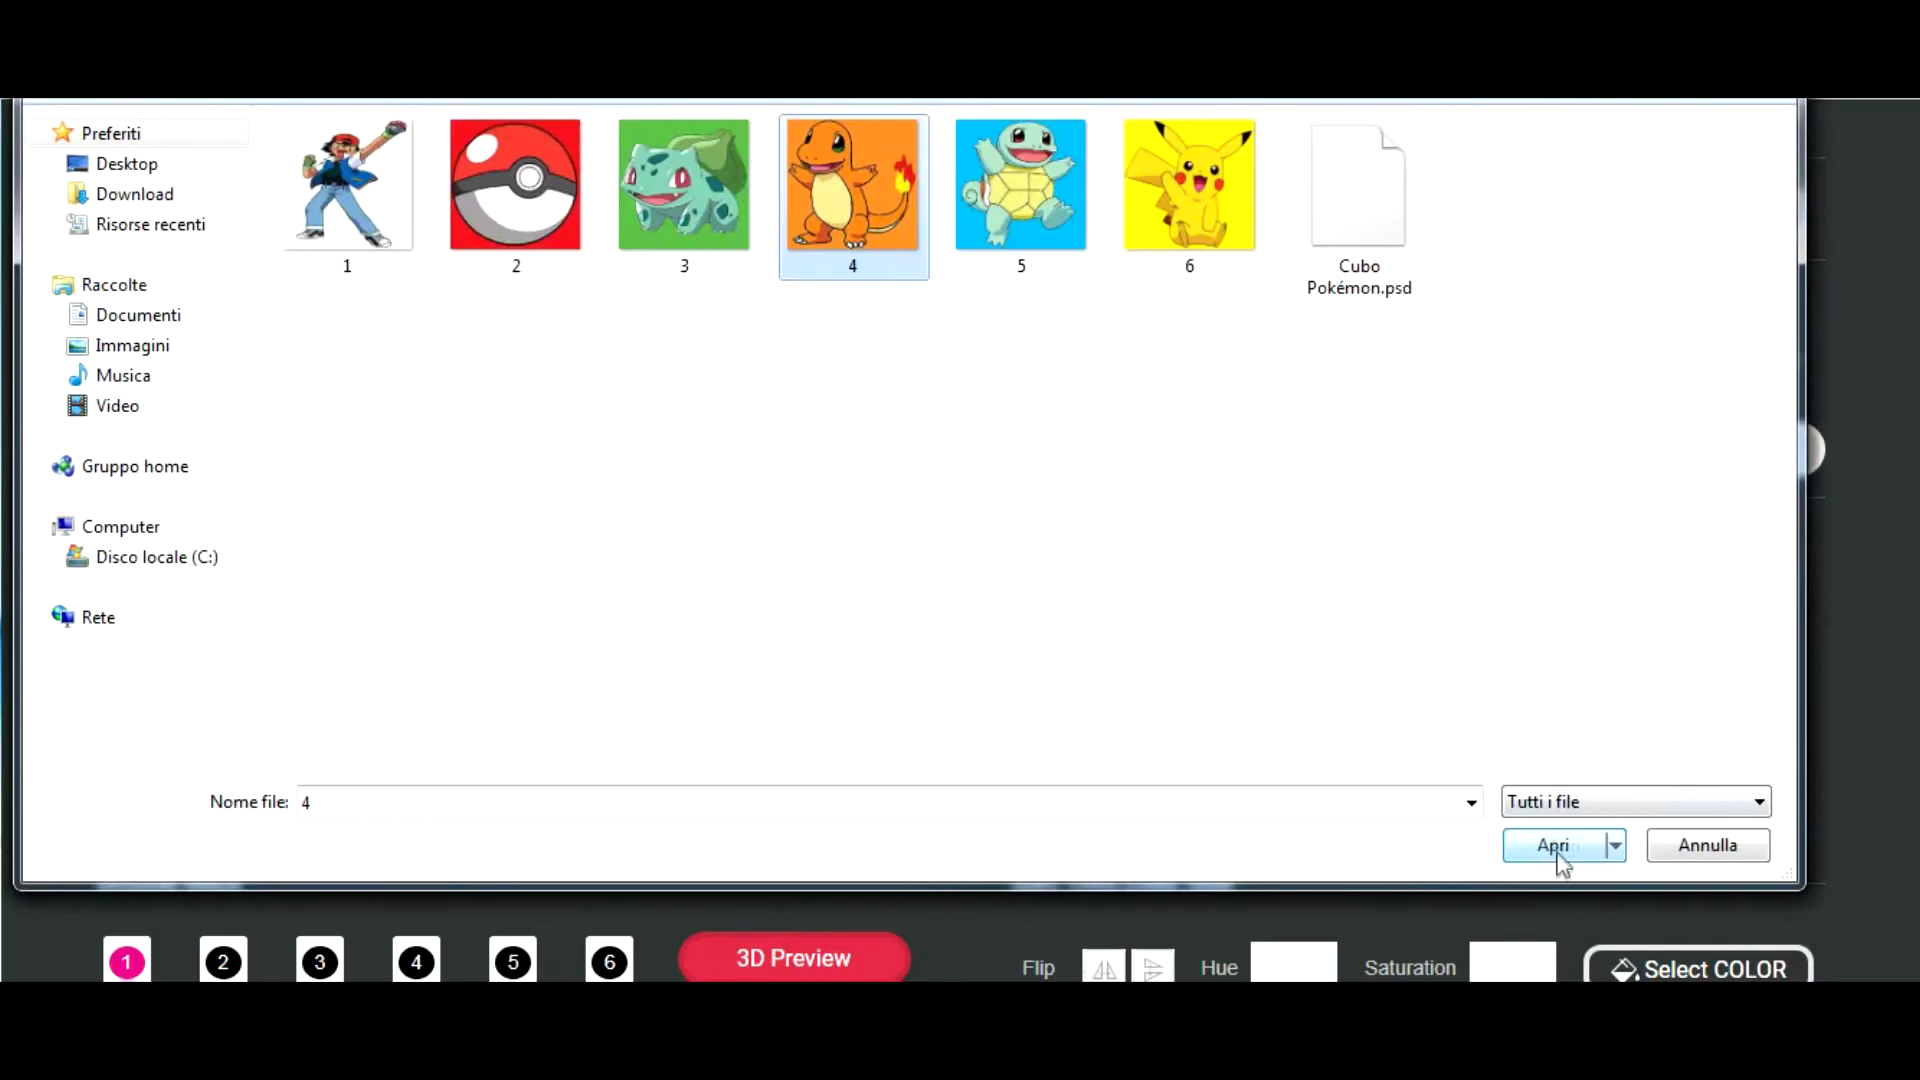 Preferiti
Desktop
Download
Risorse recenti
Raccolte
Documenti
Immagini
Musica
Video
Gruppo home
Computer
Disco locale (C:)
Rete
1
2
3
4
5
6
Cubo
Pokémon.psd
Nome file: 4
Tutti i file
Apri
Annulla
1 2 3 4 5 6 3D Preview Flip Hue Saturation Select COLOR